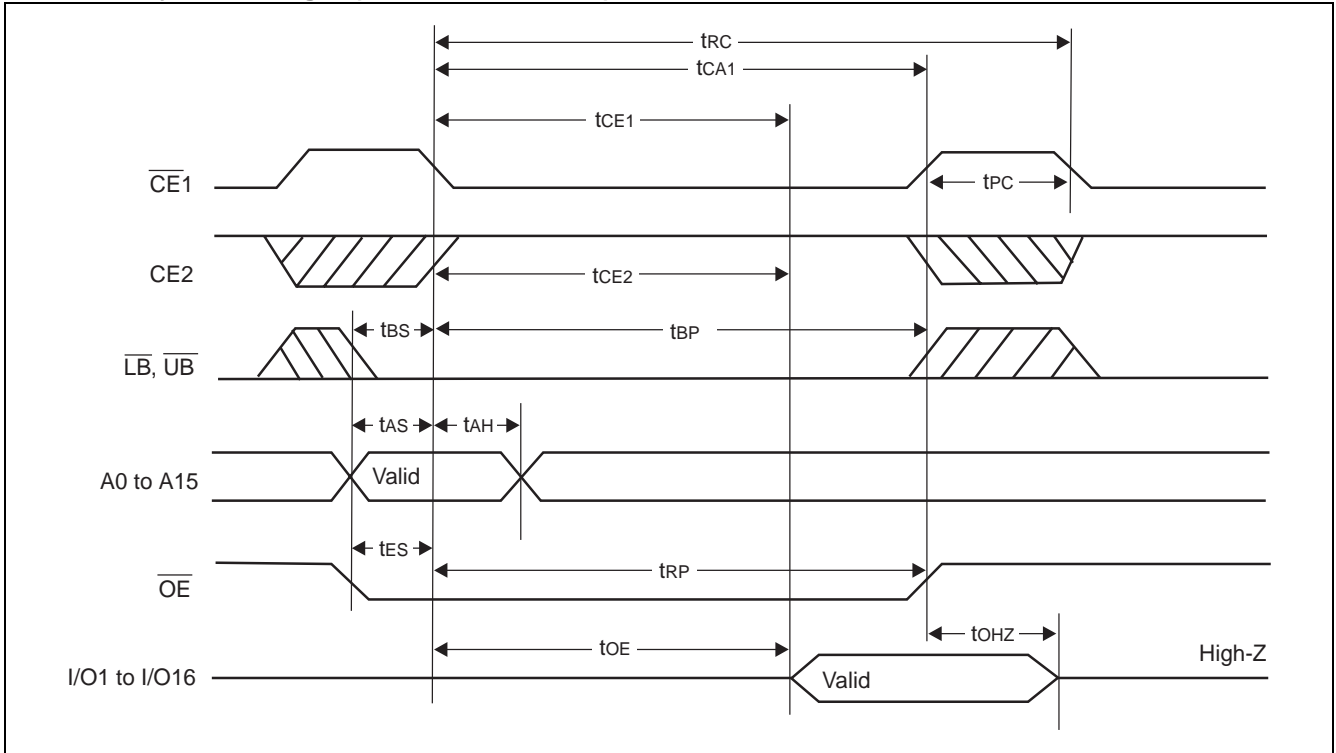 tRC
tCA1
tCE1
CE1
tPC
CE2
tCE2
tBS
tBP
LB, UB
tAS
tAH
A0 to A15
Valid
tES
OE
tRP
tOHZ
tOE
High-Z
I/O1 to I/O16
Valid